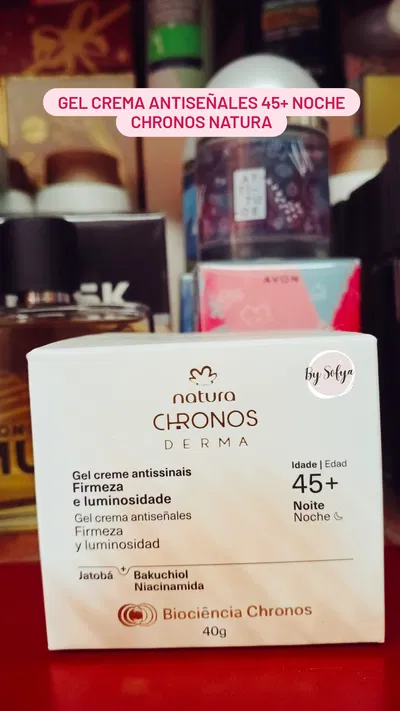 GEL CREMA ANTISEÑALES 45+ NOCHE
CHRONOS NATURA
AVON
By Sofya
natura
CHRONOS
DERMA
Gel creme antissinais
Firmeza
e luminosidade
Gel crema antiseñales
Firmeza
y luminosidad
Idade | Edad
45+
Noite
Noche
Jatobá + Bakuchiol
Niacinamida
Biociência Chronos
40g